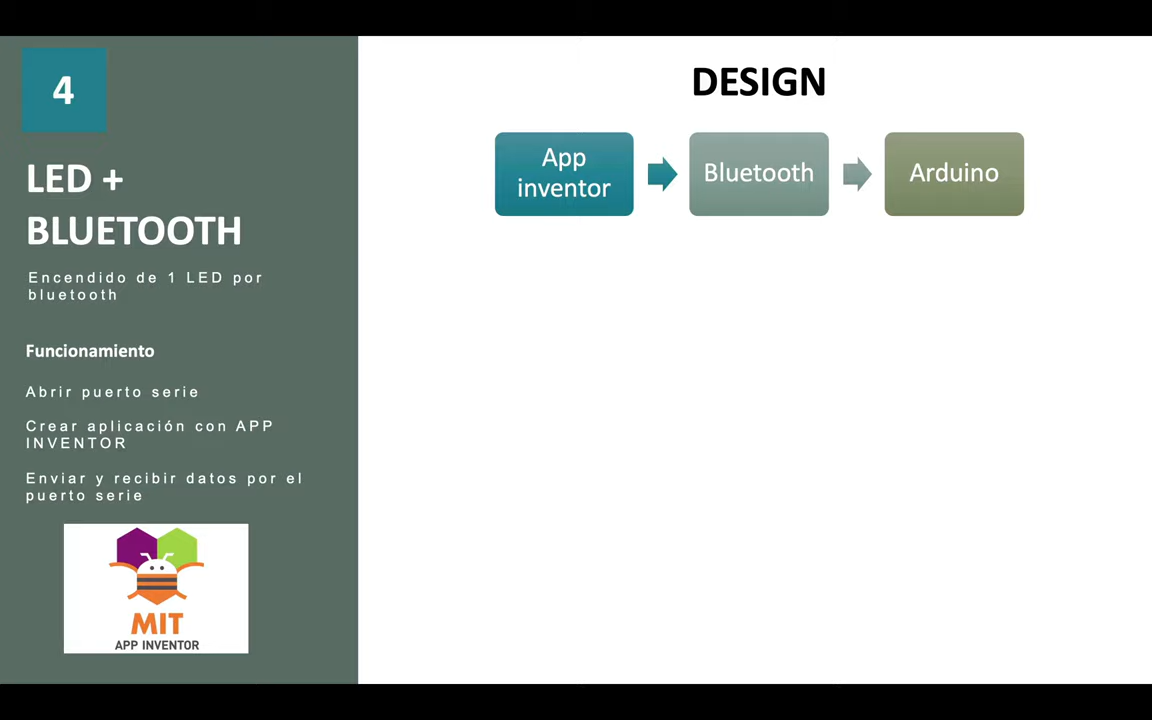 4
LED +
BLUETOOTH
Encendido de 1 LED por
bluetooth
Funcionamiento
Abrir puerto serie
Crear aplicación con APP
INVENTOR
Enviar y recibir datos por el
puerto serie
MIT
APP INVENTOR
DESIGN
App
inventor
Bluetooth
Arduino